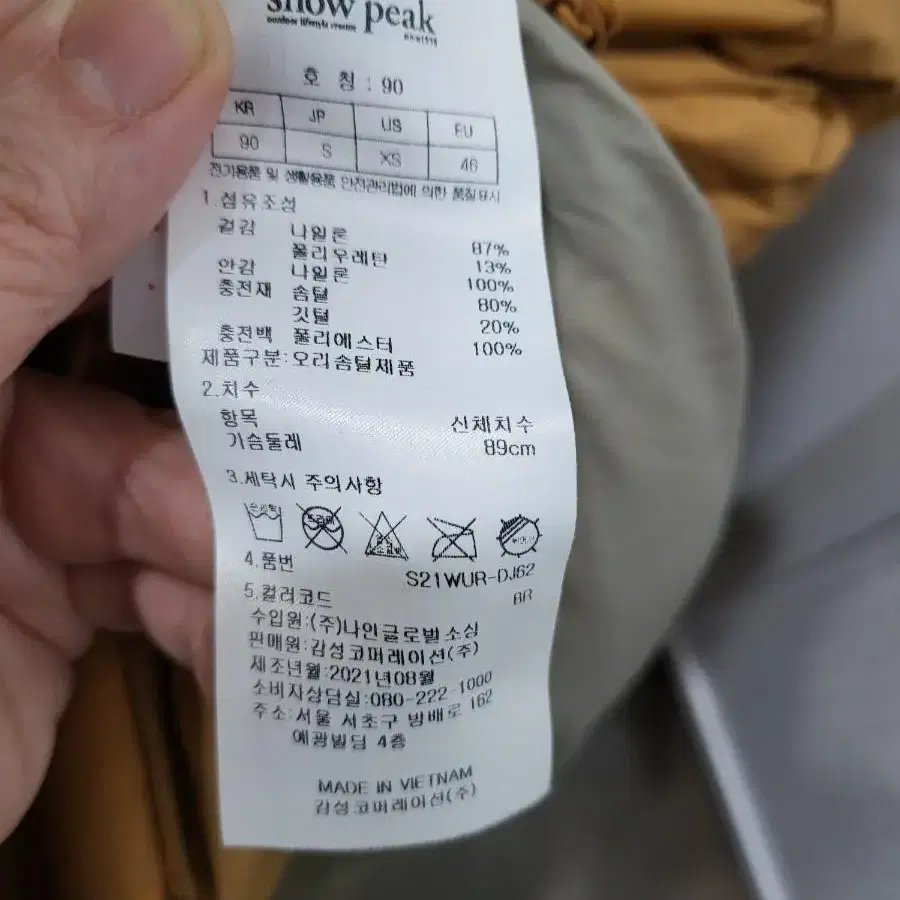 snow peak
outdoor lifestyle creator
호 칭 : 90
KR JP US EU
90 S XS 46
전기용품 및 생활용품 안전관리법에 의한 품질표시
1.섬유조성
겉감 나일론 87%
폴리우레탄 13%
안감 나일론 100%
충전재 솜털 80%
깃털 20%
충전백 폴리에스터 100%
제품구분:오리솜털제품
2.치수
항목 신체치수
가슴둘레 89cm
3.세탁시 주의사항
4.품번 S21WUR-DJ62
5.컬러코드 BR
수입원:(주)나인글로벌소싱
판매원:감성코퍼레이션(주)
제조년월:2021년08월
소비자상담실:080-222-1000
주소:서울 서초구 방배로 162
예광빌딩 4층
MADE IN VIETNAM
감성코퍼레이션(주)